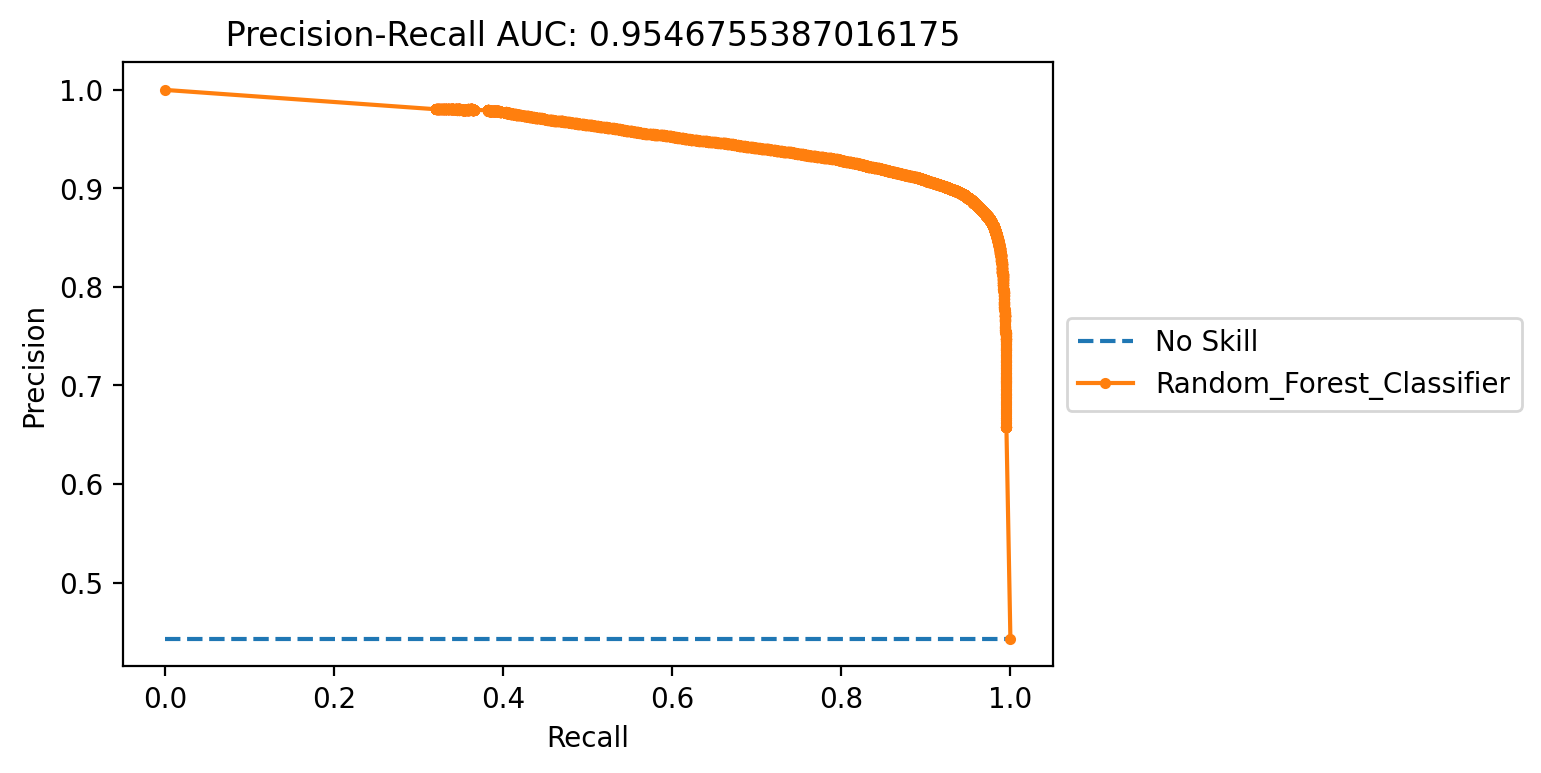 Precision-Recall AUC: 0.9546755387016175
1.0
0.9
0.8
0.7
0.6
0.5
Precision
0.0 0.2 0.4 0.6 0.8 1.0
Recall
No Skill
Random_Forest_Classifier